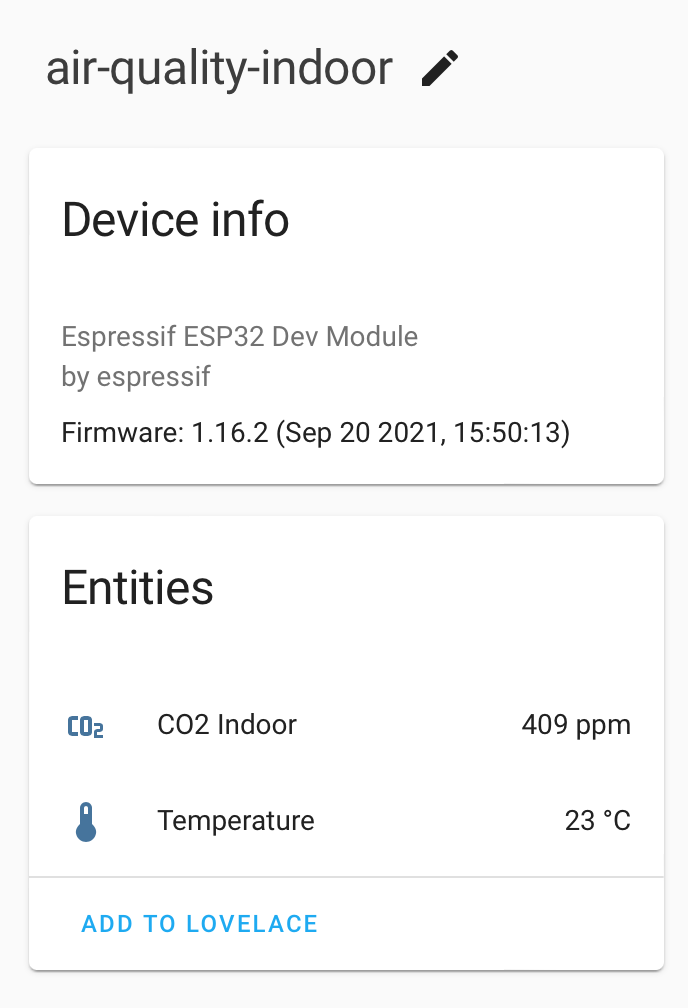 air-quality-indoor
Device info
Espressif ESP32 Dev Module
by espressif
Firmware: 1.16.2 (Sep 20 2021, 15:50:13)
Entities
CO2 CO2 Indoor 409 ppm
Temperature 23 °C
ADD TO LOVELACE